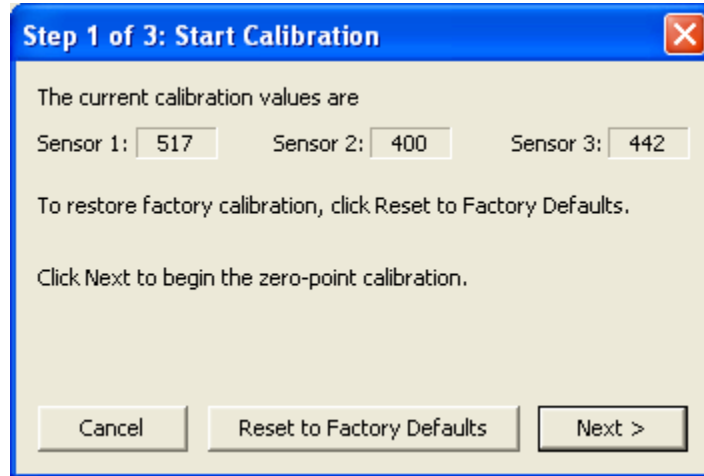 Step 1 of 3: Start Calibration
The current calibration values are
Sensor 1: 517 Sensor 2: 400 Sensor 3: 442
To restore factory calibration, click Reset to Factory Defaults.
Click Next to begin the zero-point calibration.
Cancel Reset to Factory Defaults Next >